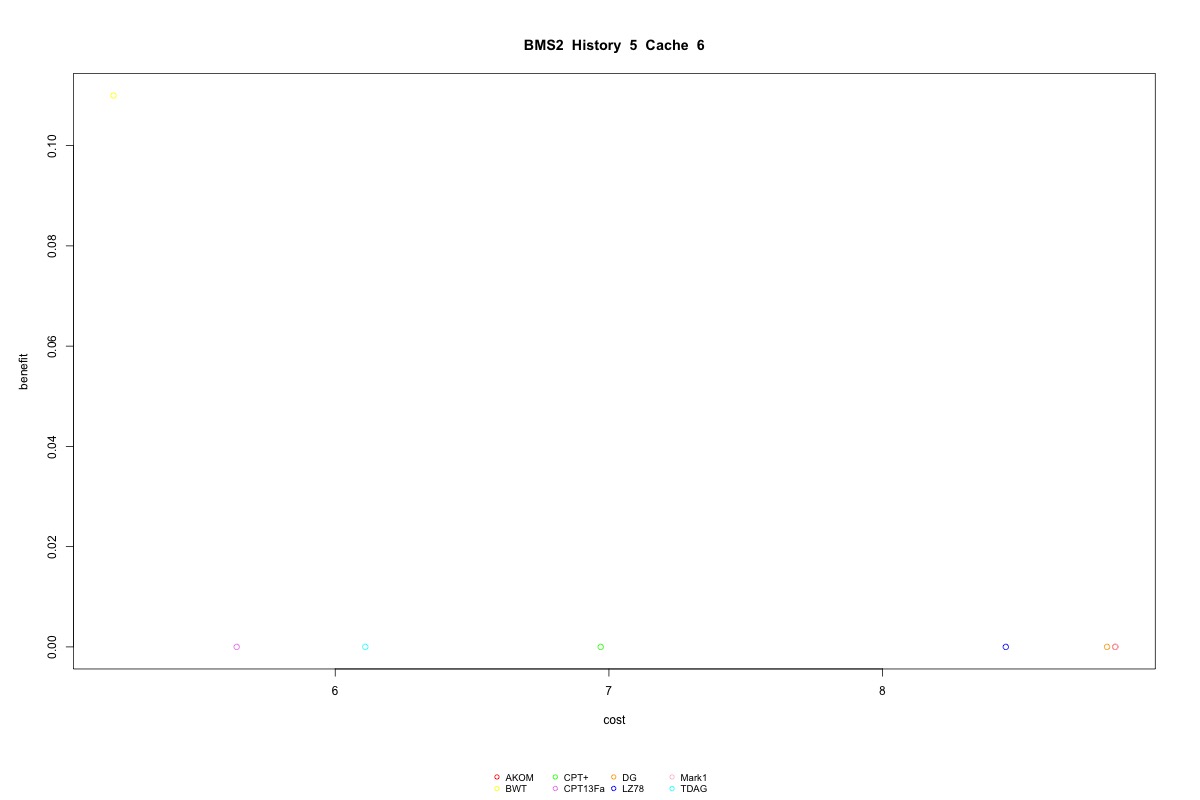 BMS2 History 5 Cache 6
0.10
0.08
0.06
0.04
0.02
0.00
benefit
6 7 8
cost
AKOM CPT+ DG Mark1
BWT CPT13Fa LZ78 TDAG